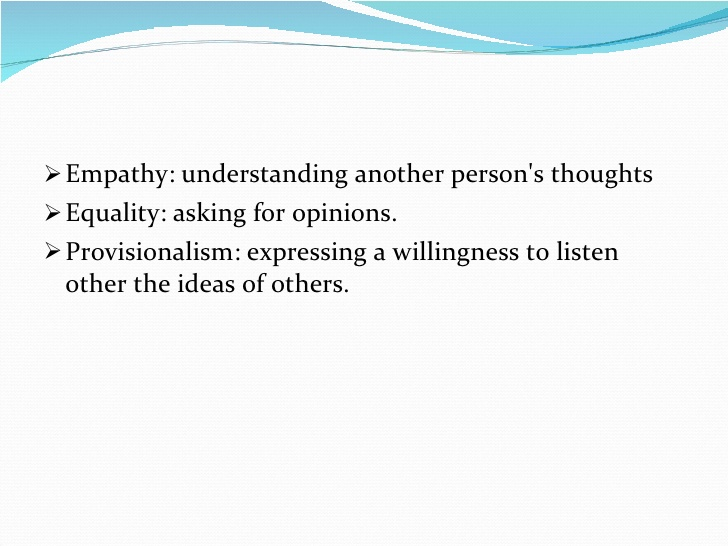 ➢ Empathy: understanding another person's thoughts
➢ Equality: asking for opinions.
➢ Provisionalism: expressing a willingness to listen
other the ideas of others.